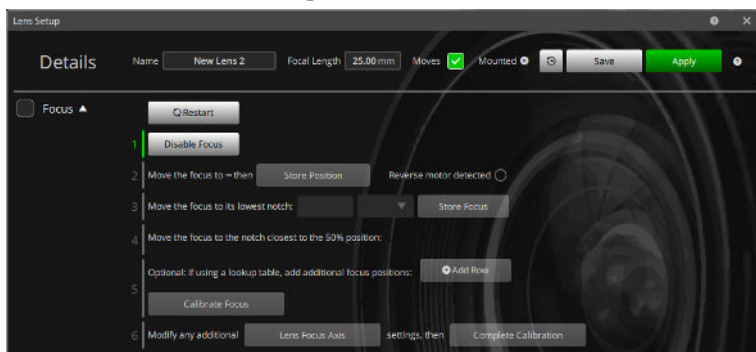 Lens Setup
Details
Name New Lens 2 Focal Length 25.00 mm Moves Mounted Save Apply
Focus
Restart
1 Disable Focus
2 Move the focus to ∞ then Store Position Reverse motor detected
3 Move the focus to its lowest notch: Store Focus
4 Move the focus to the notch closest to the 50% position:
Optional: If using a lookup table, add additional focus positions: Add Row
5
Calibrate Focus
6 Modify any additional Lens Focus Axis settings, then Complete Calibration